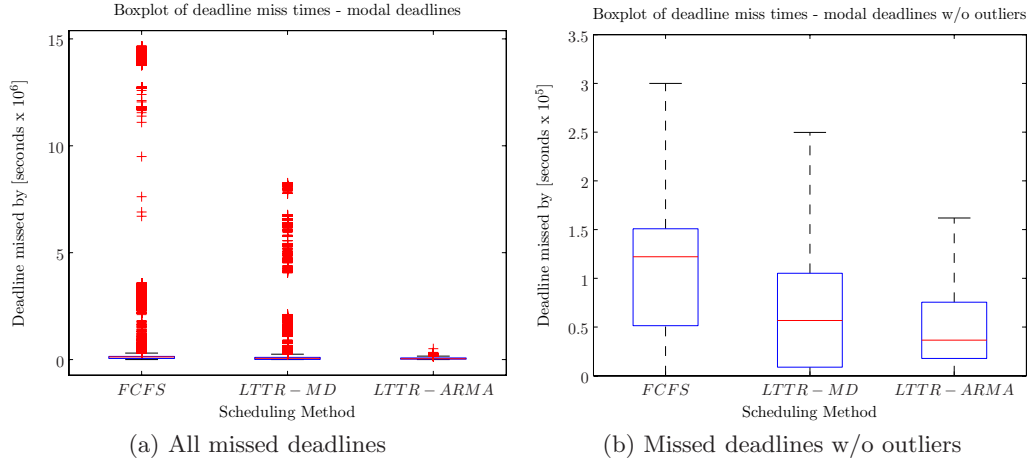 Boxplot of deadline miss times - modal deadlines
Deadline missed by [seconds x 10^6]
15
10
5
0
FCFS
LTTR-MD
LTTR-ARMA
Scheduling Method
(a) All missed deadlines
Boxplot of deadline miss times - modal deadlines w/o outliers
Deadline missed by [seconds x 10^5]
3.5
3
2.5
2
1.5
1
0.5
0
FCFS
LTTR-MD
LTTR-ARMA
Scheduling Method
(b) Missed deadlines w/o outliers